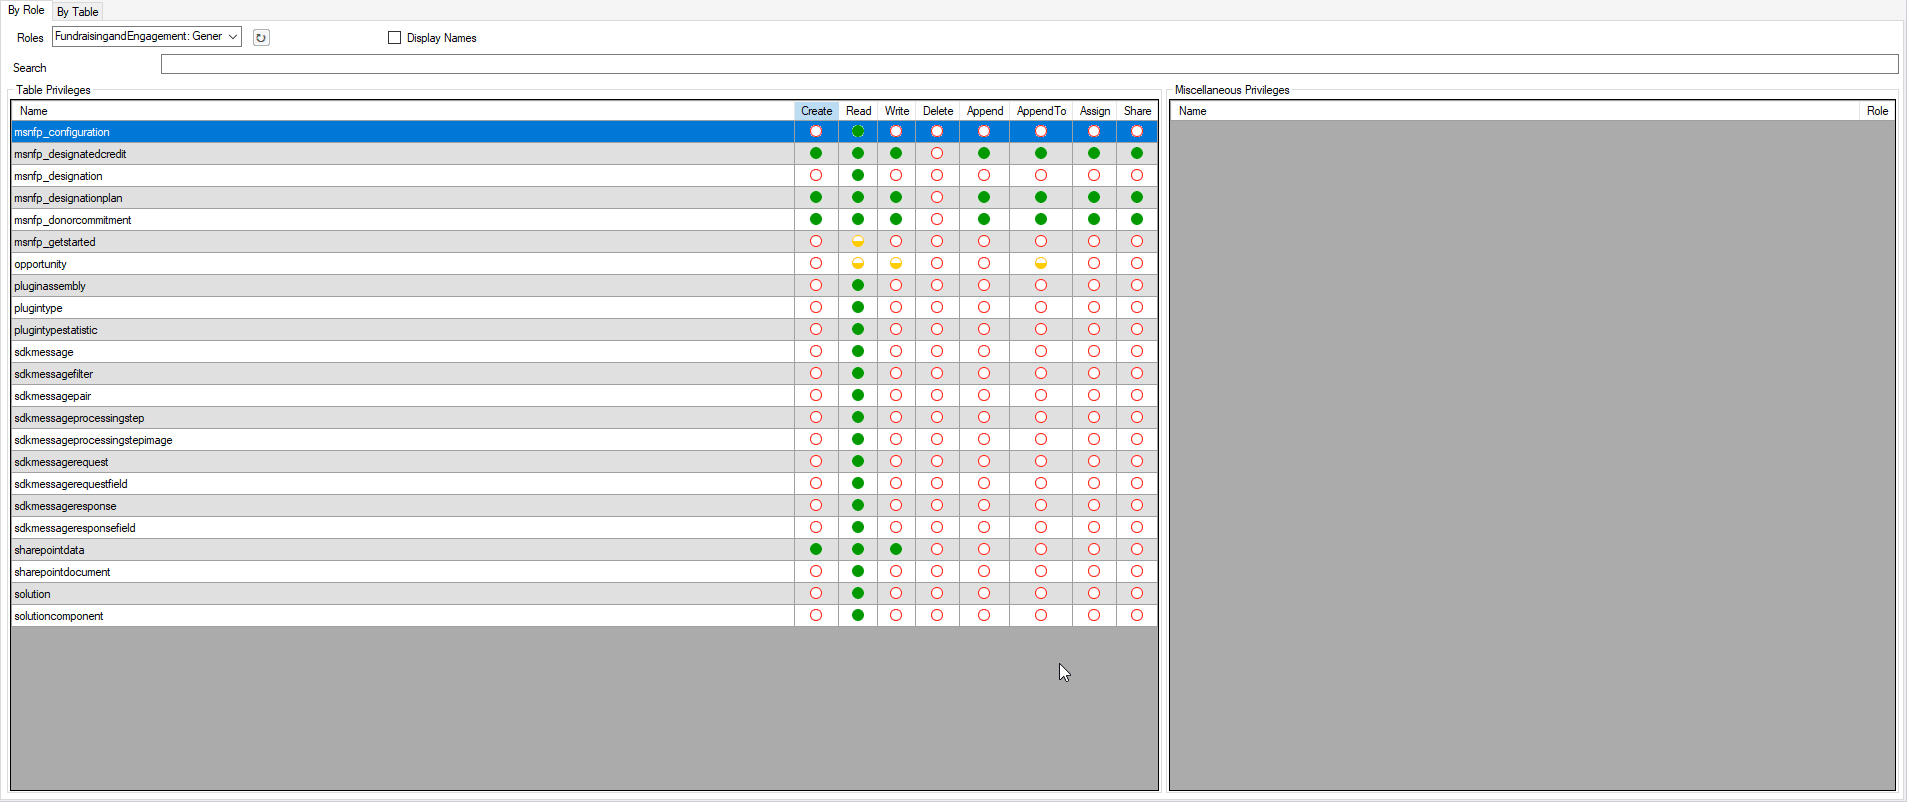 By Role By Table
Roles FundraisingandEngagement: Gener Display Names
Search
Table Privileges Miscellaneous Privileges
Name Create Read Write Delete Append AppendTo Assign Share Name Role
msnfp_configuration
msnfp_designatedcredit
msnfp_designation
msnfp_designationplan
msnfp_donorcommitment
msnfp_getstarted
opportunity
pluginassembly
plugintype
plugintypestatistic
sdkmessage
sdkmessagefilter
sdkmessagepair
sdkmessageprocessingstep
sdkmessageprocessingstepimage
sdkmessagerequest
sdkmessagerequestfield
sdkmessageresponse
sdkmessageresponsefield
sharepointdata
sharepointdocument
solution
solutioncomponent